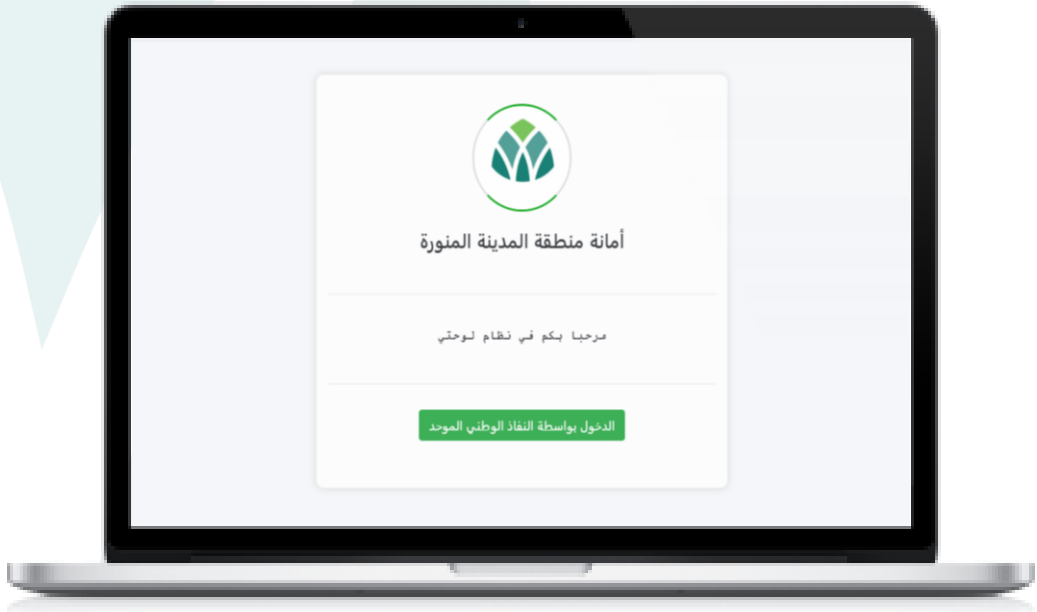 أمانة منطقة المدينة المنورة
مرحبا بكم في نظام لوحتي
الدخول بواسطة النفاذ الوطني الموحد